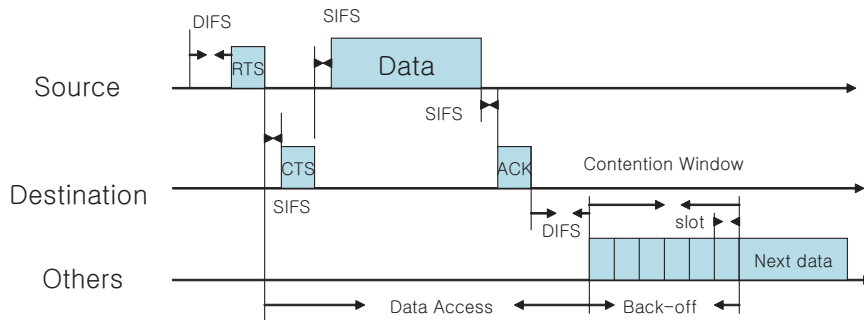 DIFS
SIFS
RTS
Data
Source
SIFS
CTS
ACK
Contention Window
Destination
SIFS
DIFS
slot
Others
Next data
Data Access
Back-off